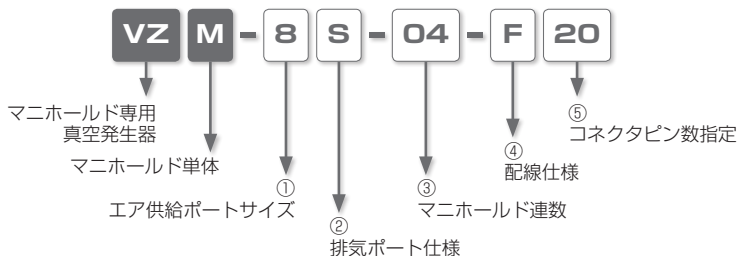 VZ M - 8 S - 04 - F 20
マニホールド専用
真空発生器
マニホールド単体
①
エア供給ポートサイズ
②
排気ポート仕様
③
マニホールド連数
④
配線仕様
⑤
コネクタピン数指定